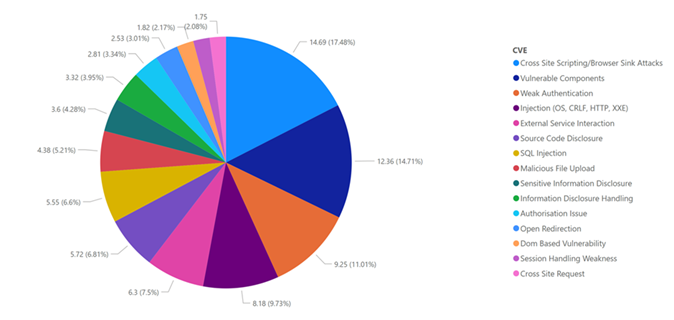 1.75
(2.08%)
1.82 (2.17%)
2.53 (3.01%)
2.81 (3.34%)
3.32 (3.95%)
3.6 (4.28%)
4.38 (5.21%)
5.55 (6.6%)
5.72 (6.81%)
6.3 (7.5%)
8.18 (9.73%)
9.25 (11.01%)
12.36 (14.71%)
14.69 (17.48%)
CVE
Cross Site Scripting/Browser Sink Attacks
Vulnerable Components
Weak Authentication
Injection (OS, CRLF, HTTP, XXE)
External Service Interaction
Source Code Disclosure
SQL Injection
Malicious File Upload
Sensitive Information Disclosure
Information Disclosure Handling
Authorisation Issue
Open Redirection
Dom Based Vulnerability
Session Handling Weakness
Cross Site Request